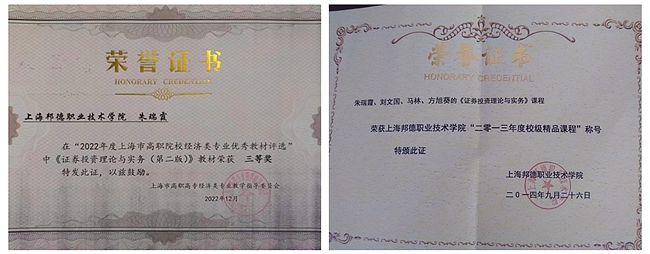 荣誉证书
HONORARY CREDENTIAL
上海邦德职业技术学院 朱瑞霞
在“2022年度上海市高职院校经济类专业优秀教材评选”
中《证券投资理论与实务(第二版)》教材荣获 三等奖
特发此证，以兹鼓励。
上海市高职高专经济类专业教学指导委员会
2022年12月
荣誉证书
HONORARY CREDENTIAL
朱瑞霞、刘文国、马林、方旭葵的《证券投资理论与实务》课程
荣获上海邦德职业技术学院“二零一三年度校级精品课程”称号
特颁此证
上海邦德职业技术学院
二0一四年九月二十六日